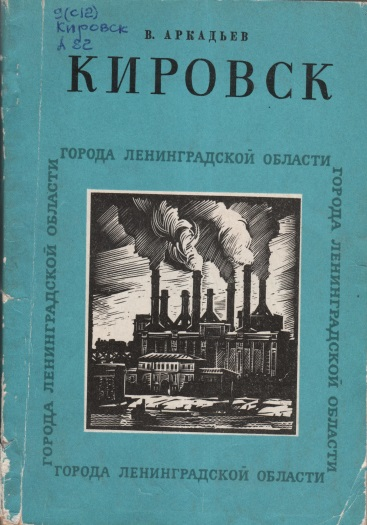 9(с12)
Кировск
А 82
В. АРКАДЬЕВ
КИРОВСК
ГОРОДА ЛЕНИНГРАДСКОЙ ОБЛАСТИ
ГОРОДА ЛЕНИНГРАДСКОЙ ОБЛАСТИ
ГОРОДА ЛЕНИНГРАДСКОЙ ОБЛАСТИ
ГОРОДА ЛЕНИНГРАДСКОЙ ОБЛАСТИ